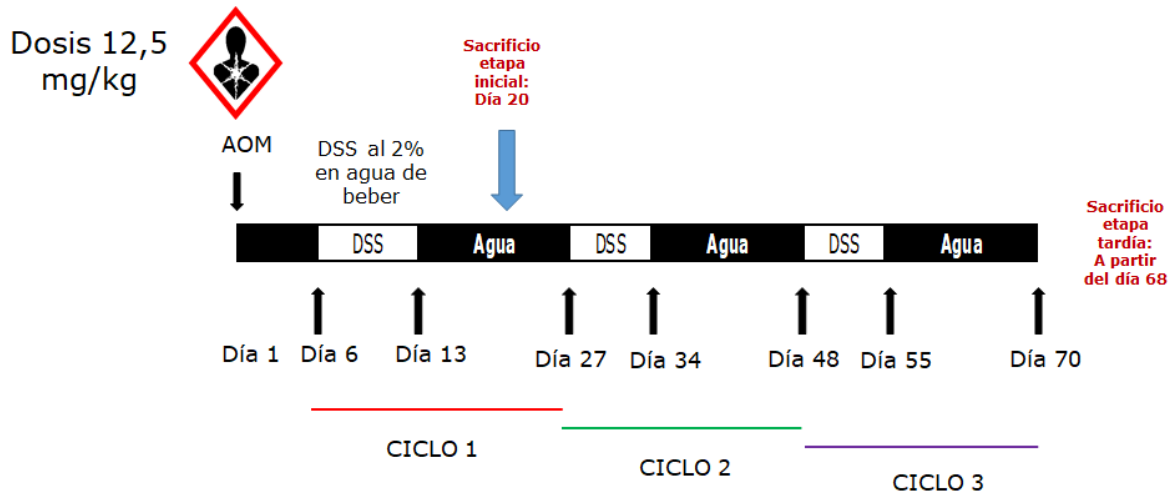 Dosis 12,5
mg/kg
AOM
DSS al 2%
en agua de
beber
Sacrificio
etapa
inicial:
Día 20
DSS
Agua
DSS
Agua
DSS
Agua
Sacrificio
etapa
tardía:
A partir
del día 68
Día 1
Día 6
Día 13
Día 27
Día 34
Día 48
Día 55
Día 70
CICLO 1
CICLO 2
CICLO 3